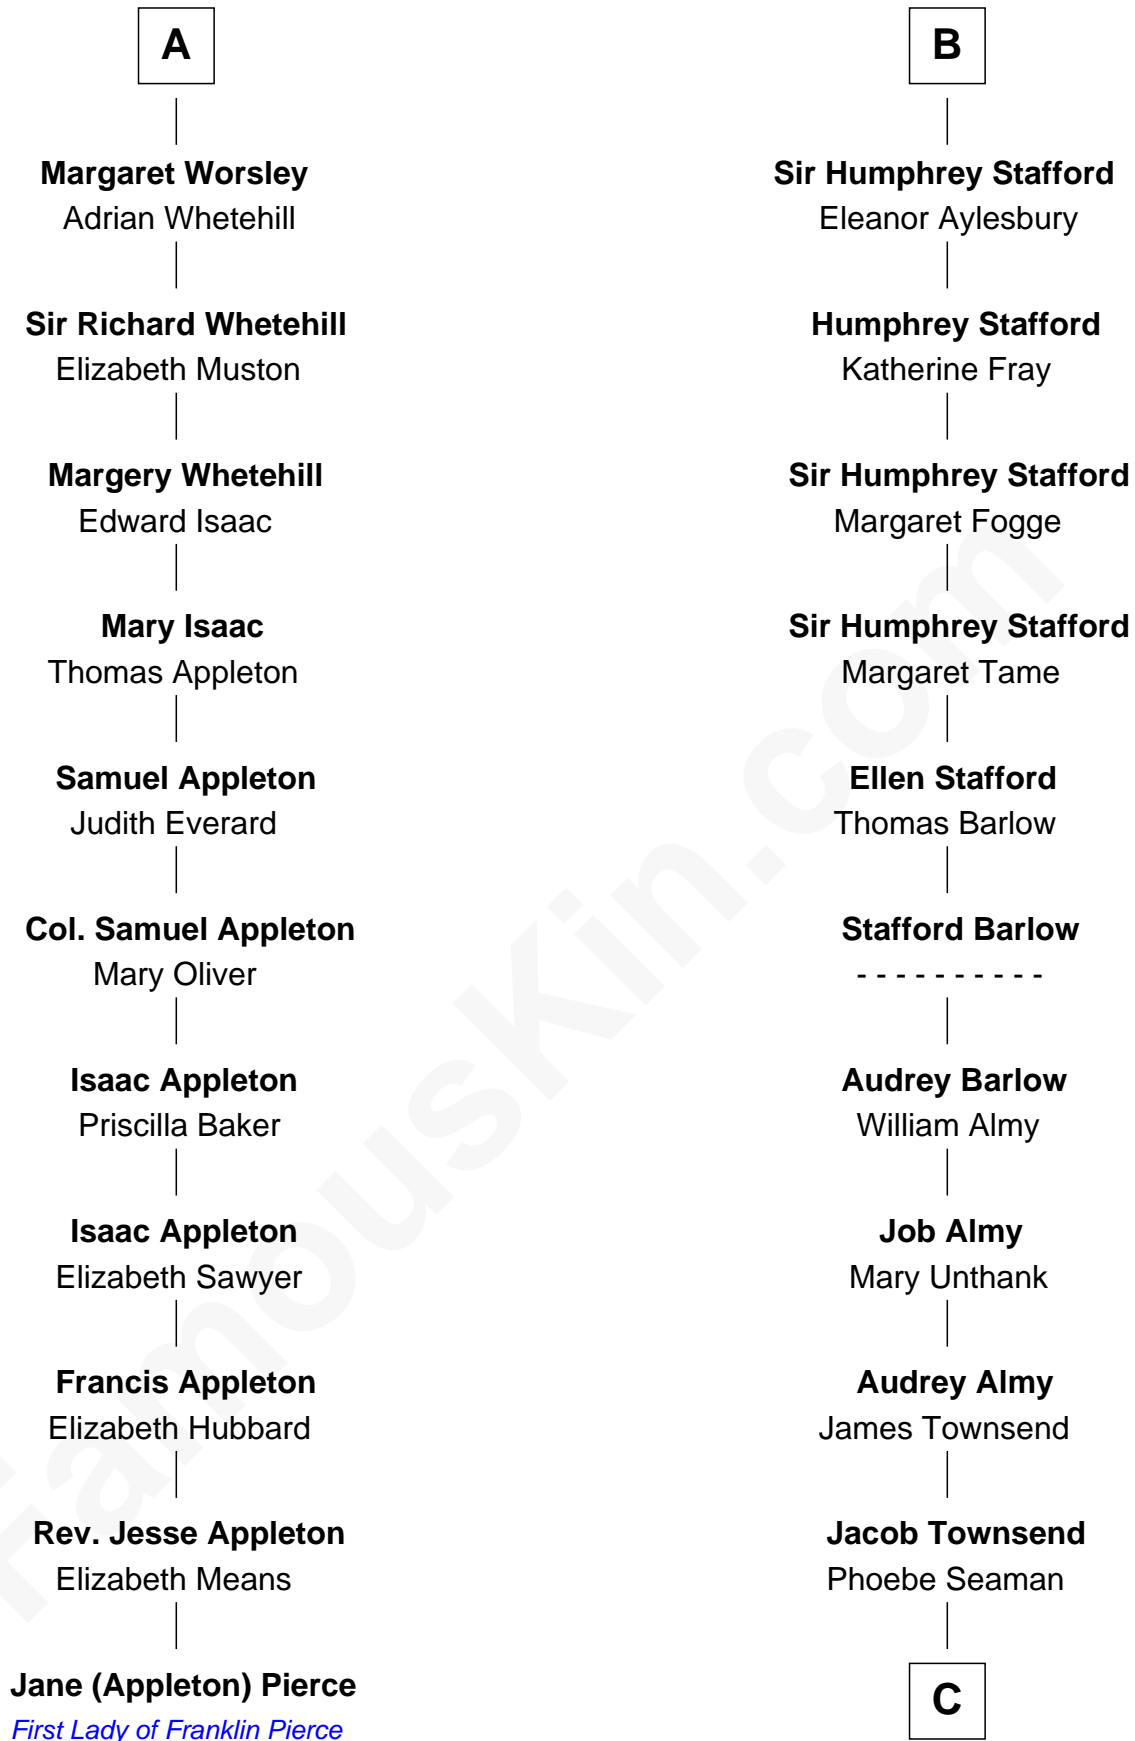 A
Margaret Worsley
Adrian Whetehill
Sir Richard Whetehill
Elizabeth Muston
Margery Whetehill
Edward Isaac
Mary Isaac
Thomas Appleton
Samuel Appleton
Judith Everard
Col. Samuel Appleton
Mary Oliver
Isaac Appleton
Priscilla Baker
Isaac Appleton
Elizabeth Sawyer
Francis Appleton
Elizabeth Hubbard
Rev. Jesse Appleton
Elizabeth Means
Jane (Appleton) Pierce
First Lady of Franklin Pierce
B
Sir Humphrey Stafford
Eleanor Aylesbury
Humphrey Stafford
Katherine Fray
Sir Humphrey Stafford
Margaret Fogge
Sir Humphrey Stafford
Margaret Tame
Ellen Stafford
Thomas Barlow
Stafford Barlow
- - - - - - - - - -
Audrey Barlow
William Almy
Job Almy
Mary Unthank
Audrey Almy
James Townsend
Jacob Townsend
Phoebe Seaman
C
FamousKin.com